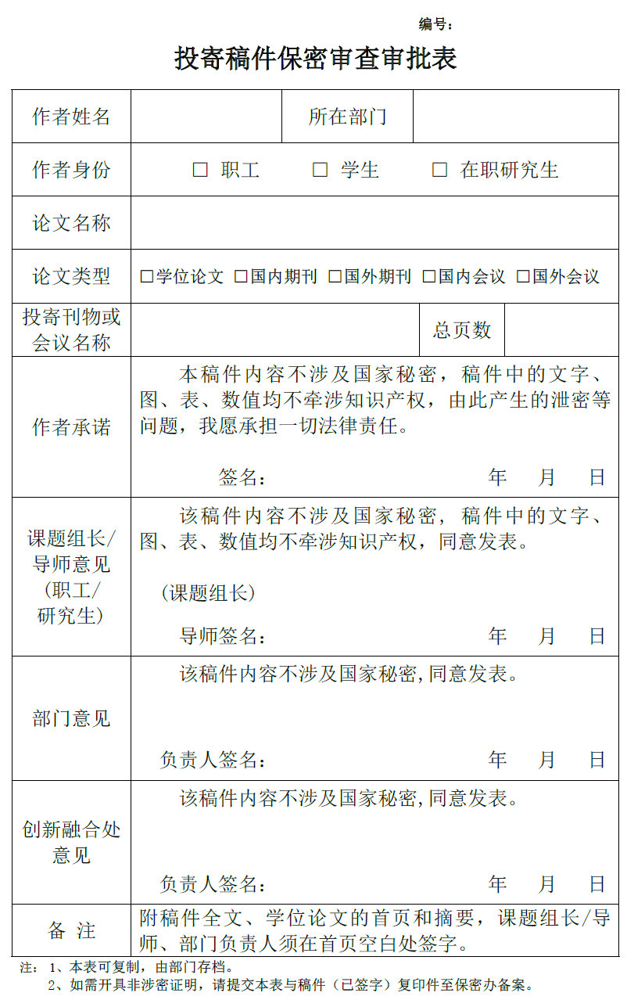 编号：
投寄稿件保密审查审批表
作者姓名 所在部门
作者身份 □ 职工 □ 学生 □ 在职研究生
论文名称
论文类型 □学位论文 □国内期刊 □国外期刊 □国内会议 □国外会议
投寄刊物或
会议名称 总页数
作者承诺
本稿件内容不涉及国家秘密，稿件中的文字、
图、表、数值均不牵涉知识产权，由此产生的泄密等
问题，我愿承担一切法律责任。
签名： 年 月 日
课题组长/
导师意见
(职工/
研究生)
该稿件内容不涉及国家秘密, 稿件中的文字、
图、表、数值均不牵涉知识产权，同意发表。
(课题组长)
导师签名： 年 月 日
部门意见
该稿件内容不涉及国家秘密,同意发表。
负责人签名： 年 月 日
创新融合处
意见
该稿件内容不涉及国家秘密,同意发表。
负责人签名： 年 月 日
备 注
附稿件全文、学位论文的首页和摘要，课题组长/导
师、部门负责人须在首页空白处签字。
注： 1、本表可复制，由部门存档。
2、如需开具非涉密证明，请提交本表与稿件（已签字）复印件至保密办备案。